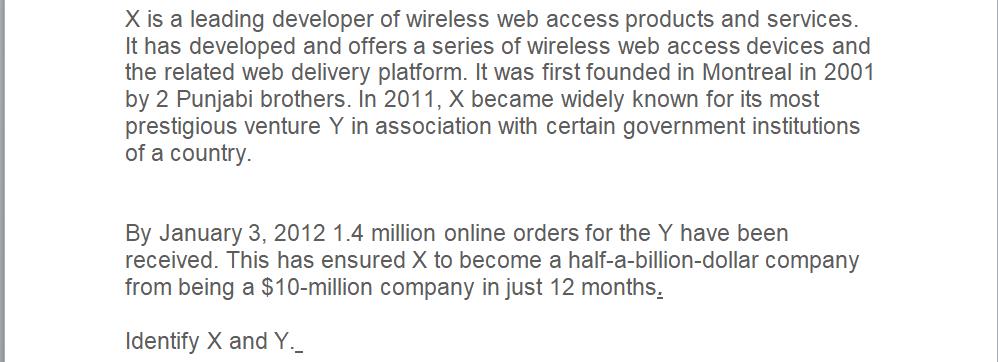 X is a leading developer of wireless web access products and services.
It has developed and offers a series of wireless web access devices and
the related web delivery platform. It was first founded in Montreal in 2001
by 2 Punjabi brothers. In 2011, X became widely known for its most
prestigious venture Y in association with certain government institutions
of a country.
By January 3, 2012 1.4 million online orders for the Y have been
received. This has ensured X to become a half-a-billion-dollar company
from being a $10-million company in just 12 months.
Identify X and Y.